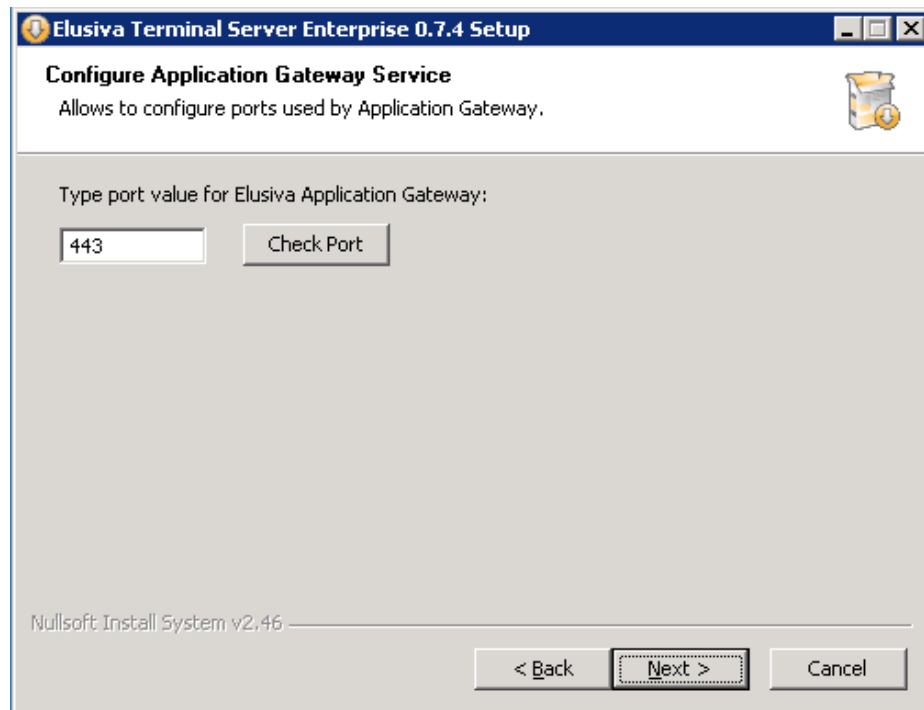 Elusiva Terminal Server Enterprise 0.7.4 Setup
Configure Application Gateway Service
Allows to configure ports used by Application Gateway.
Type port value for Elusiva Application Gateway:
443 Check Port
Nullsoft Install System v2.46
< Back Next > Cancel